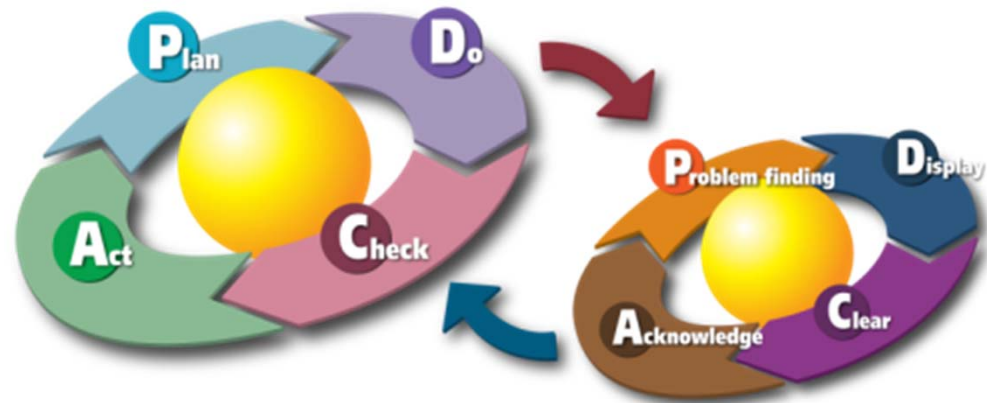 Plan
Do
Check
Act
Problem finding
Display
Clear
Acknowledge